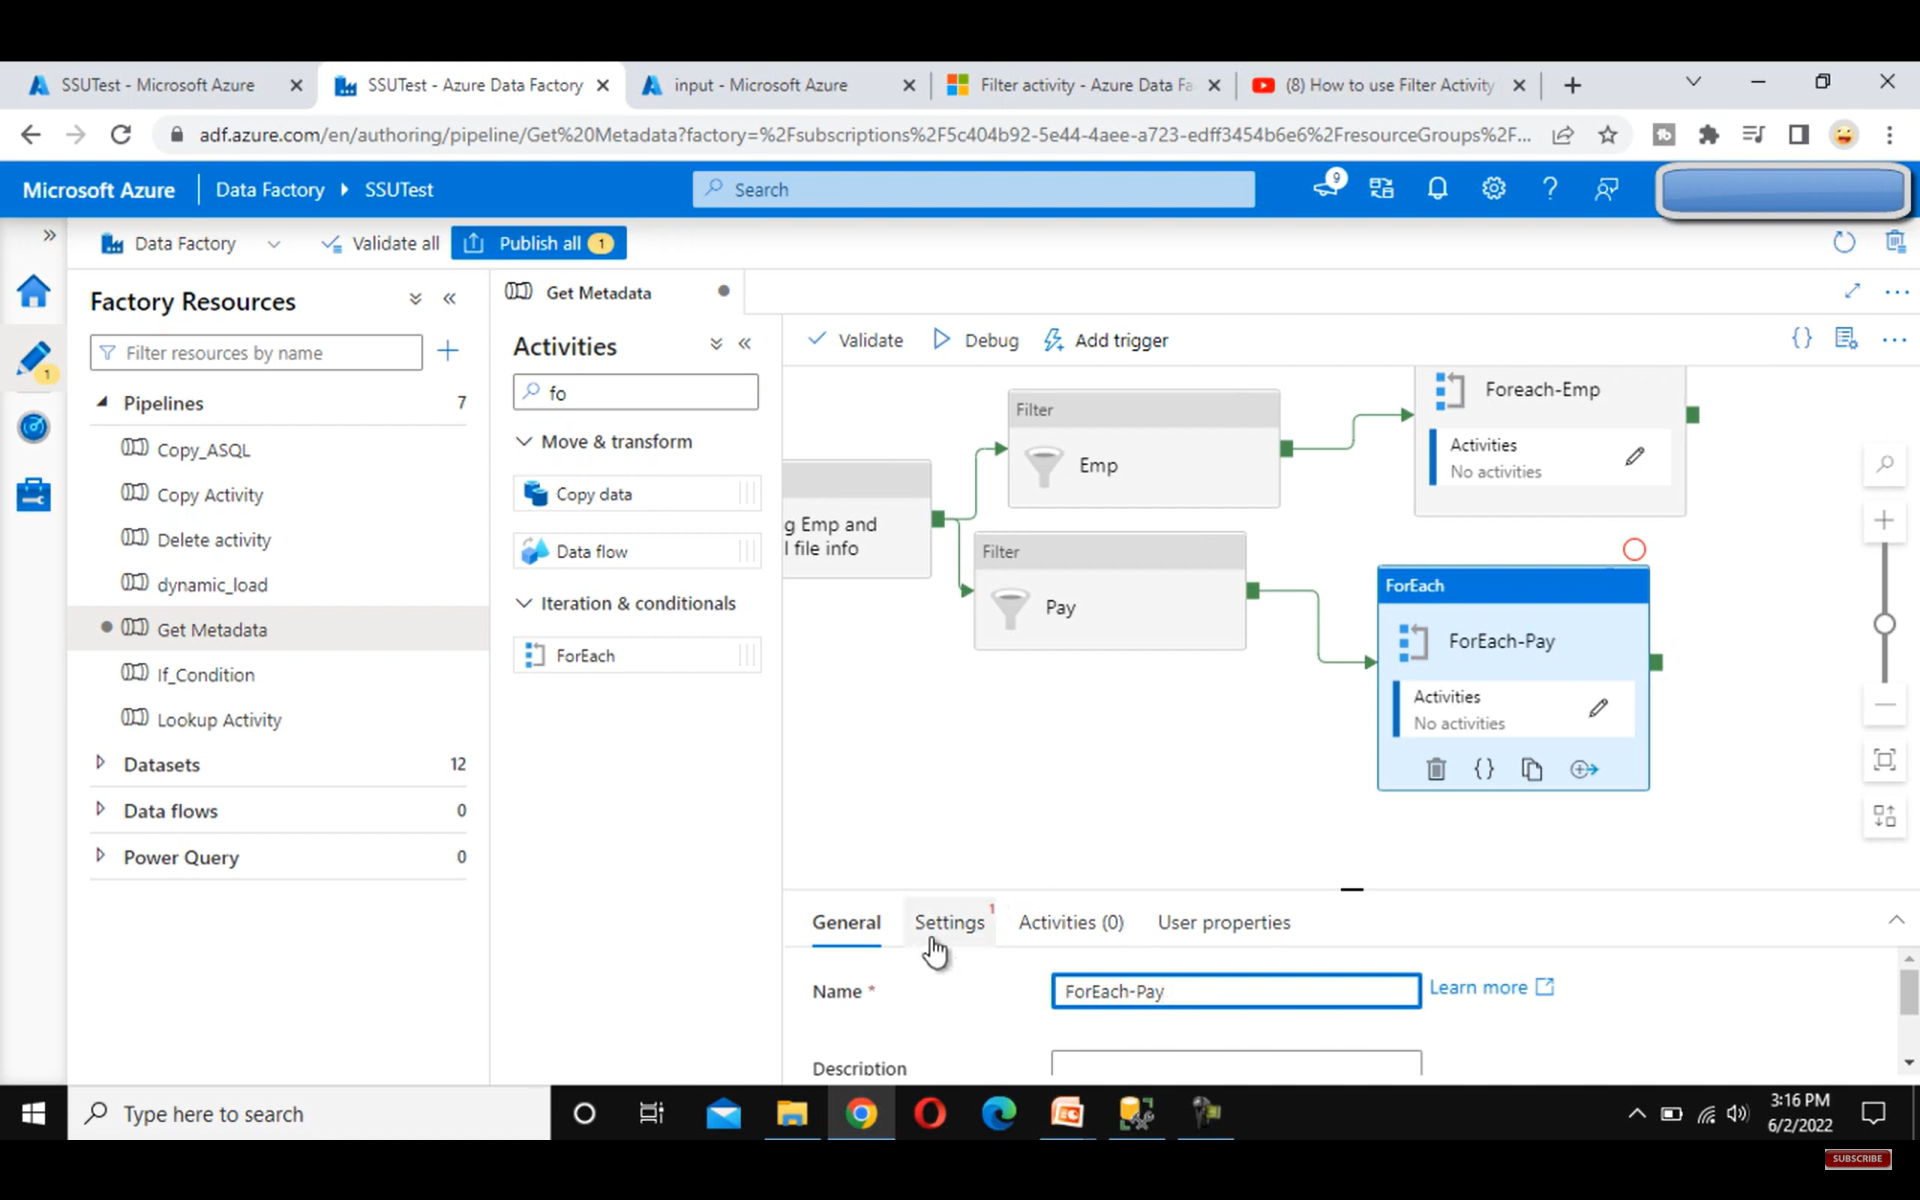 SSUTest - Microsoft Azure
SSUTest - Azure Data Factory
input - Microsoft Azure
Filter activity - Azure Data Fa
(8) How to use Filter Activity
adf.azure.com/en/authoring/pipeline/Get%20Metadata?factory=%2Fsubscriptions%2F5c404b92-5e44-4aee-a723-edff3454b6e6%2FresourceGroups%2F...
Microsoft Azure
Data Factory
SSUTest
Search
9
Data Factory
Validate all
Publish all 1
1
Factory Resources
Filter resources by name
Pipelines 7
Copy_ASQL
Copy Activity
Delete activity
dynamic_load
Get Metadata
If_Condition
Lookup Activity
Datasets 12
Data flows 0
Power Query 0
Get Metadata
Activities
fo
Move & transform
Copy data
Data flow
Iteration & conditionals
ForEach
Validate
Debug
Add trigger
g Emp and
l file info
Filter
Emp
Filter
Pay
Foreach-Emp
Activities
No activities
ForEach
ForEach-Pay
Activities
No activities
General
Settings 1
Activities (0)
User properties
Name *
ForEach-Pay
Learn more
Description
Type here to search
3:16 PM
6/2/2022
SUBSCRIBE